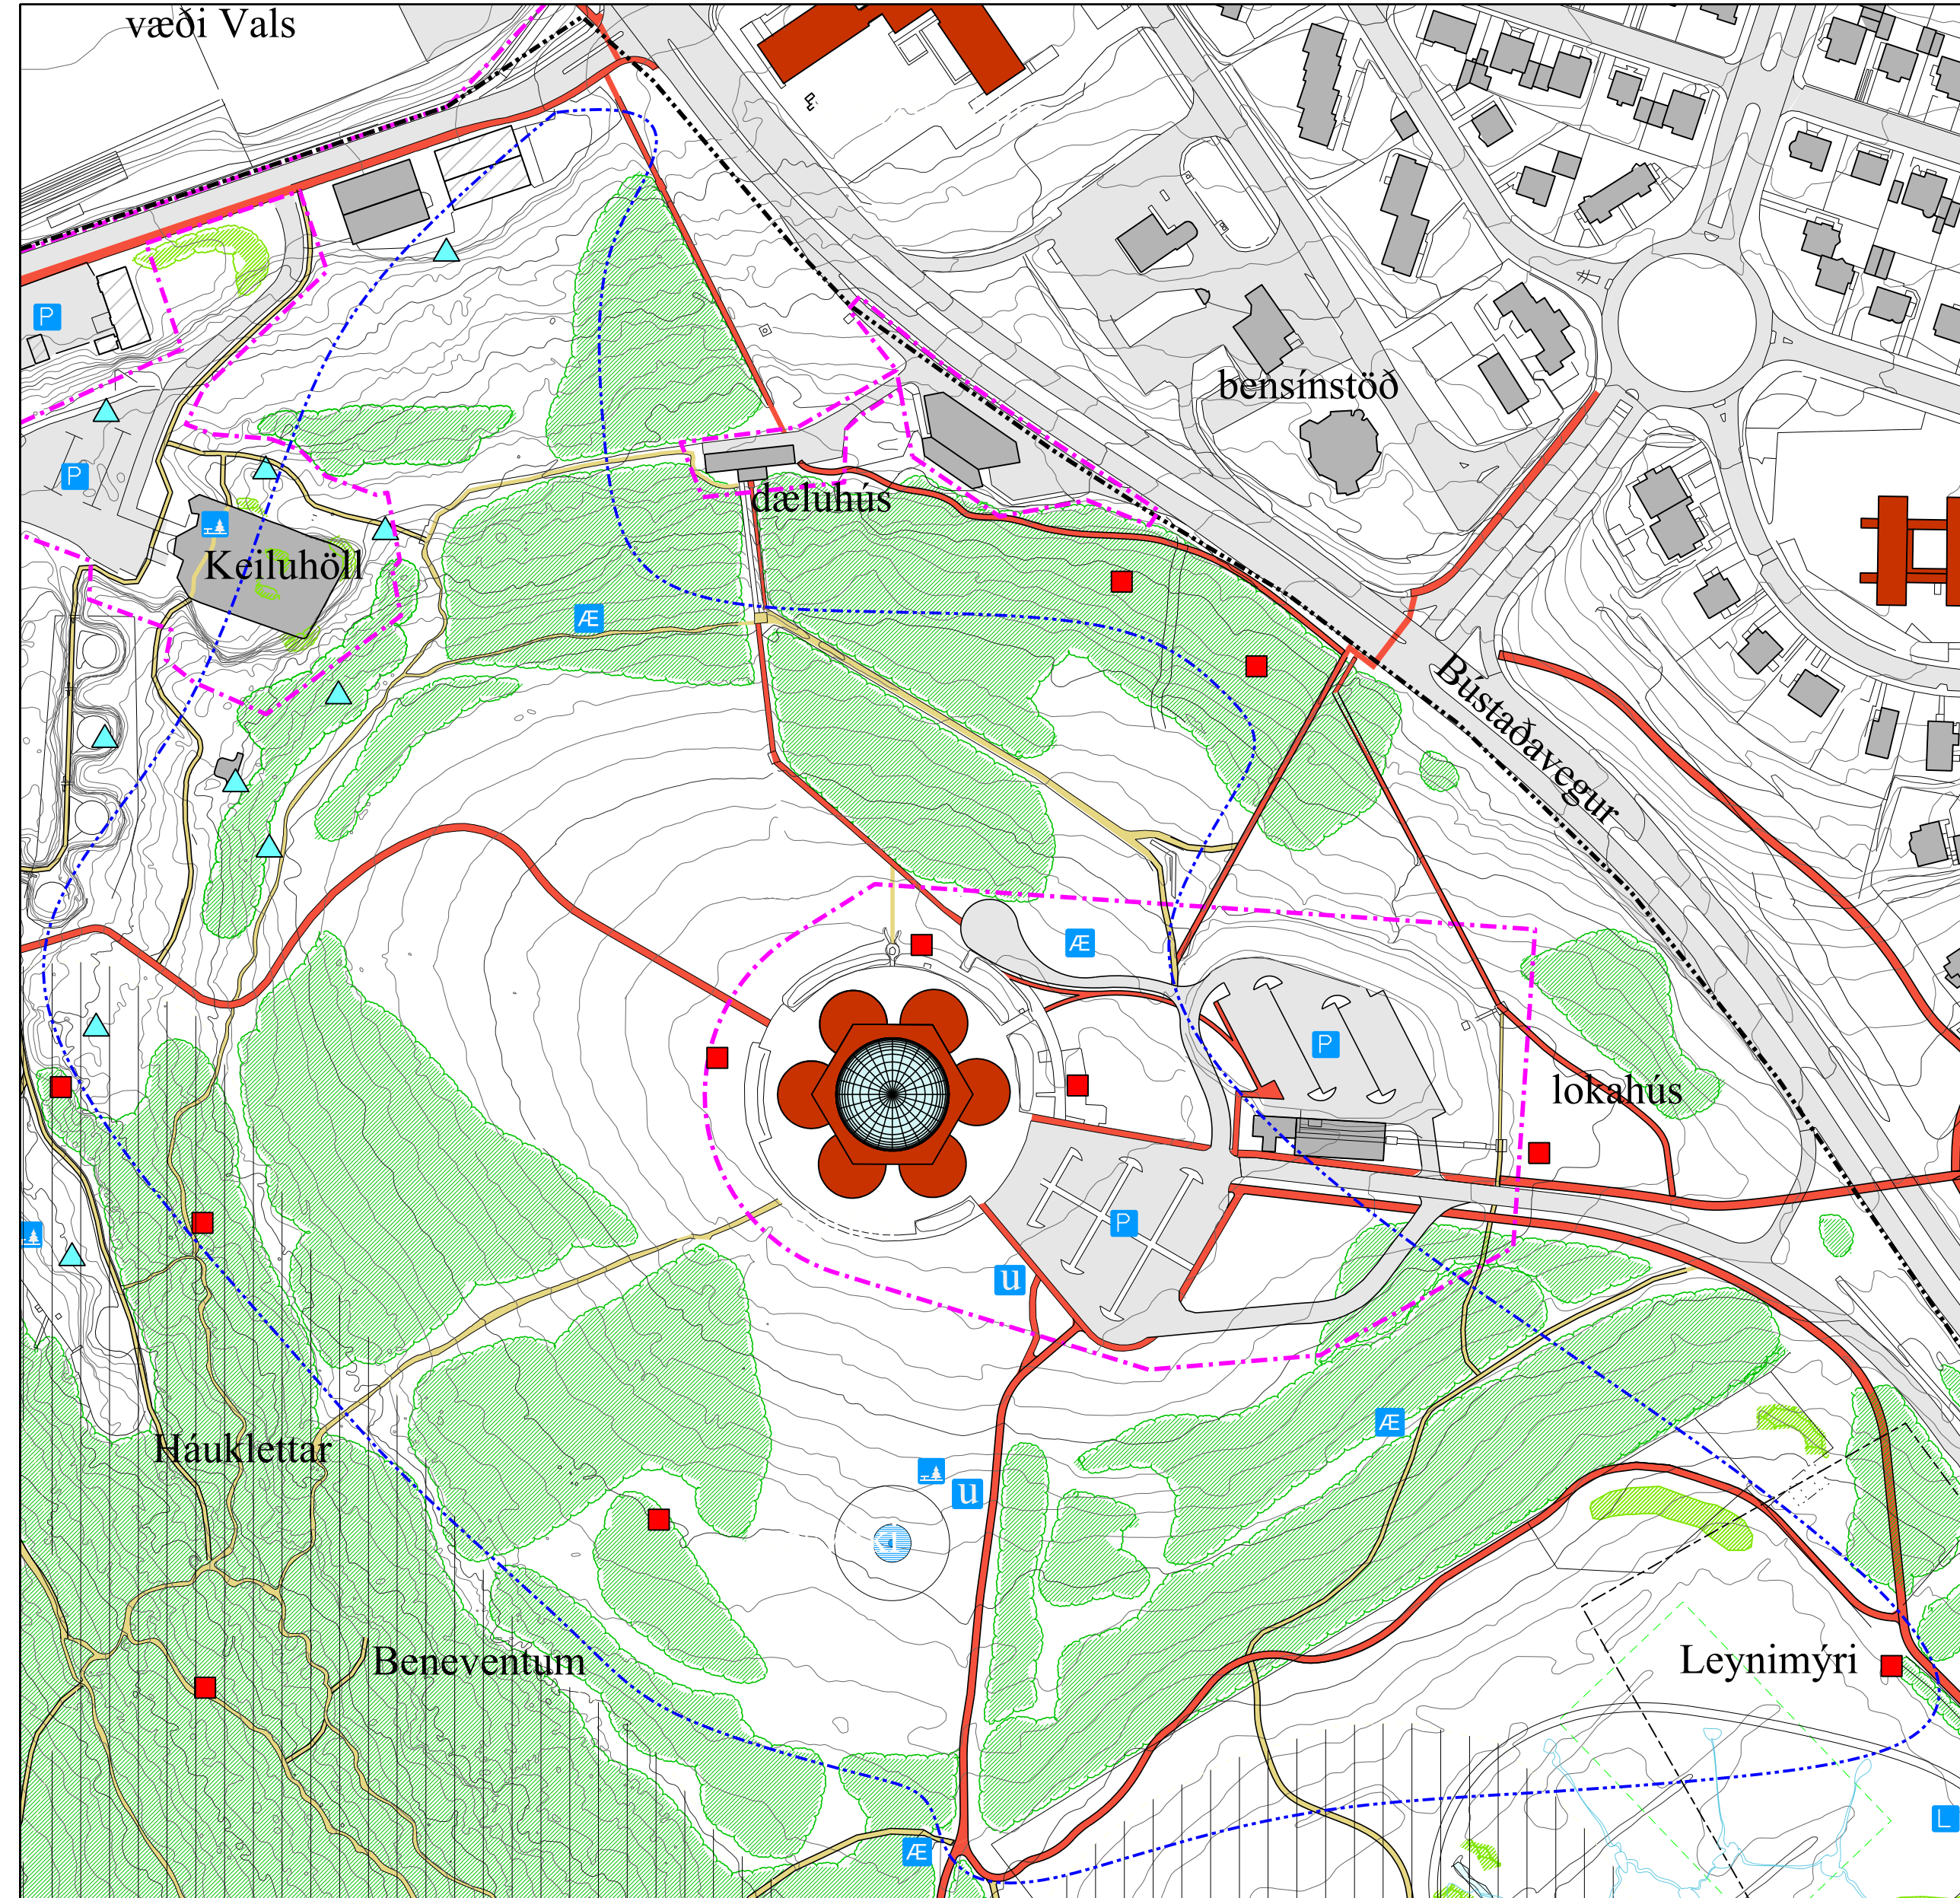 væði Vals
P
bensínstöð
P
dæluhús
Keiluhöll
Æ
Bústaðavegur
Æ
P
lokahús
P
u
Æ
Háuklettar
u
Beneventum
Leynimýri
L
Æ